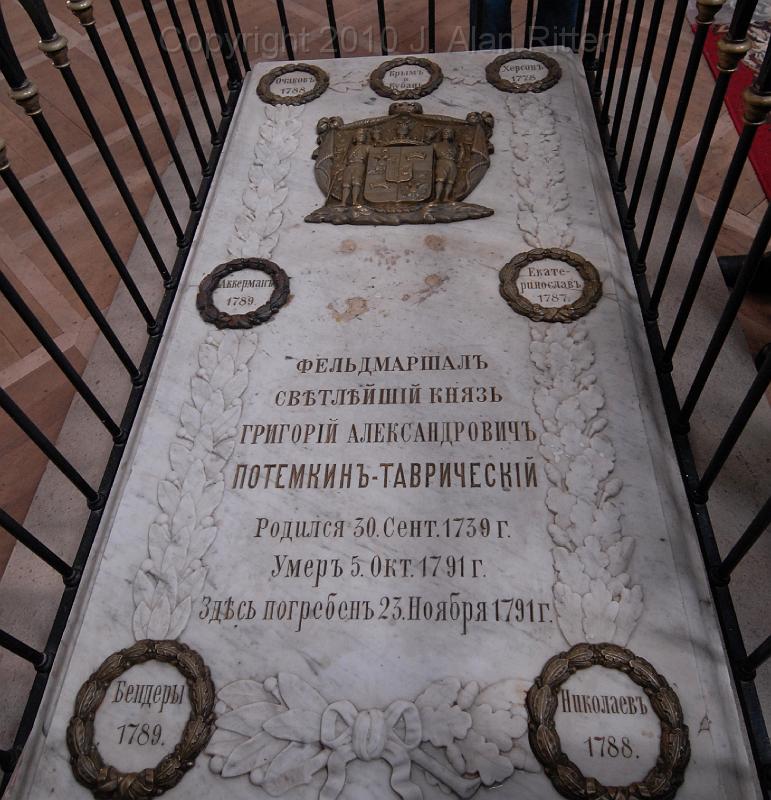 Copyright © 2010 J. Alan Ritter
Очаковъ
1788.
Крымъ
и
Кубань
Херсонъ
1778.
Аккерманъ
1789.
Екате-
ринославъ
1787.
ФЕЛЬДМАРШАЛЪ
СВѢТЛѢЙШІЙ КНЯЗЬ
ГРИГОРІЙ АЛЕКСАНДРОВИЧЪ
ПОТЕМКИНЪ-ТАВРИЧЕСКІЙ
Родился 30. Сент. 1739 г.
Умеръ 5. Окт. 1791 г.
Здѣсь погребенъ 23. Ноября 1791 г.
Бендеры
1789.
Николаевъ
1788.